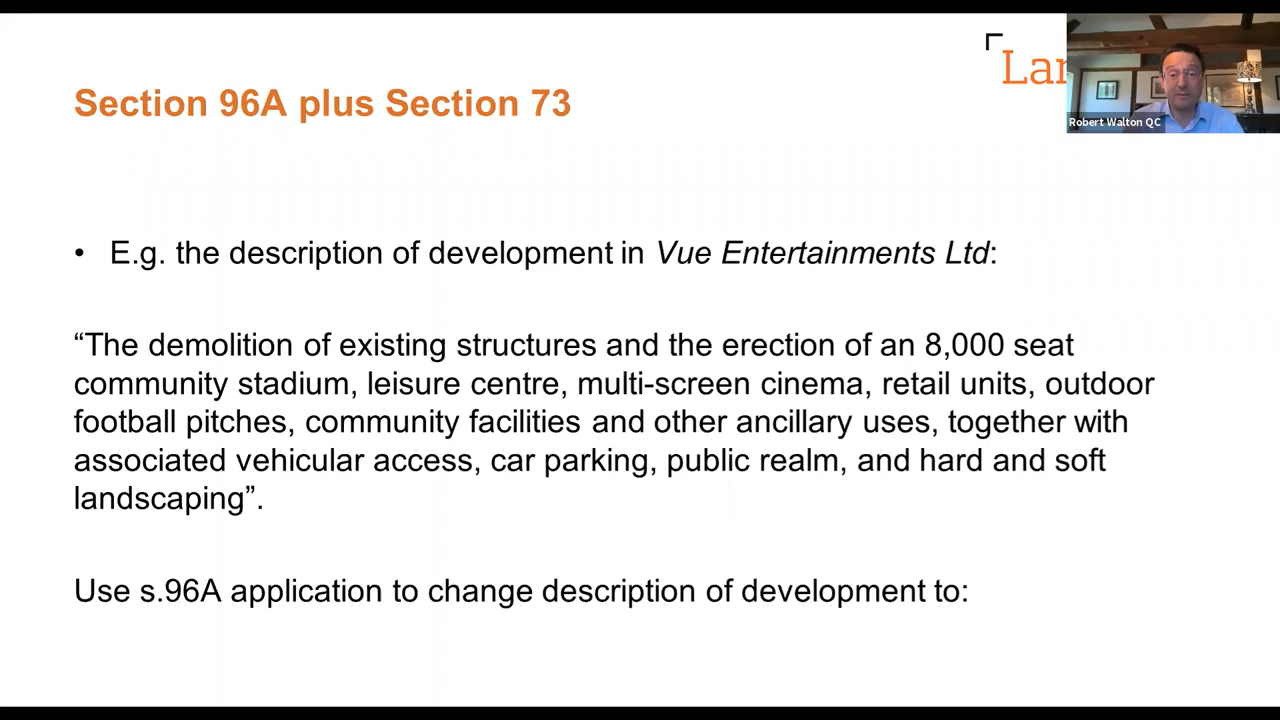 Section 96A plus Section 73
Lan
Robert Walton QC
• E.g. the description of development in Vue Entertainments Ltd:
“The demolition of existing structures and the erection of an 8,000 seat
community stadium, leisure centre, multi-screen cinema, retail units, outdoor
football pitches, community facilities and other ancillary uses, together with
associated vehicular access, car parking, public realm, and hard and soft
landscaping”.
Use s.96A application to change description of development to: